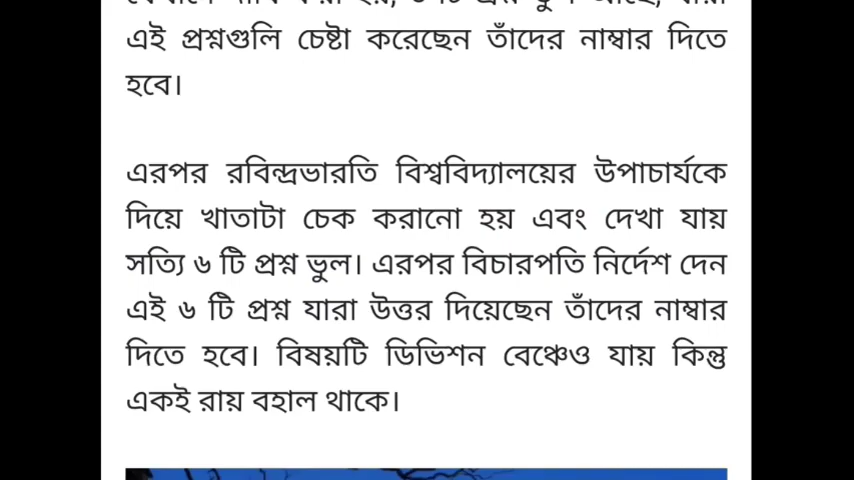 এই প্রশ্নগুলি চেষ্টা করেছেন তাঁদের নাম্বার দিতে
হবে।
এরপর রবিন্দ্রভারতি বিশ্ববিদ্যালয়ের উপাচার্যকে
দিয়ে খাতাটা চেক করানো হয় এবং দেখা যায়
সত্যি ৬ টি প্রশ্ন ভুল। এরপর বিচারপতি নির্দেশ দেন
এই ৬ টি প্রশ্ন যারা উত্তর দিয়েছেন তাঁদের নাম্বার
দিতে হবে। বিষয়টি ডিভিশন বেঞ্চেও যায় কিন্তু
একই রায় বহাল থাকে।